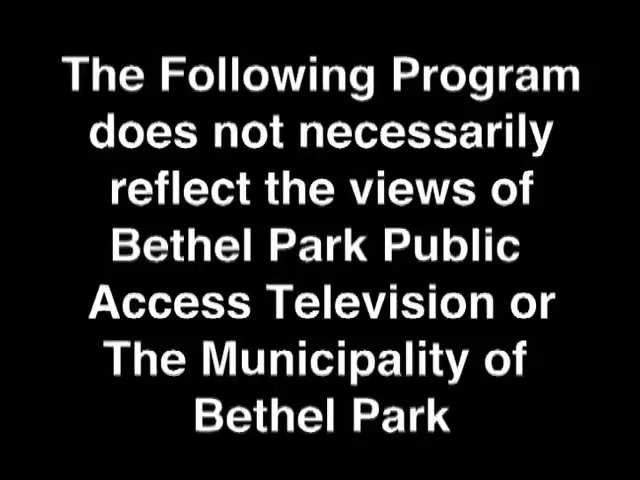 The Following Program
does not necessarily
reflect the views of
Bethel Park Public
Access Television or
The Municipality of
Bethel Park